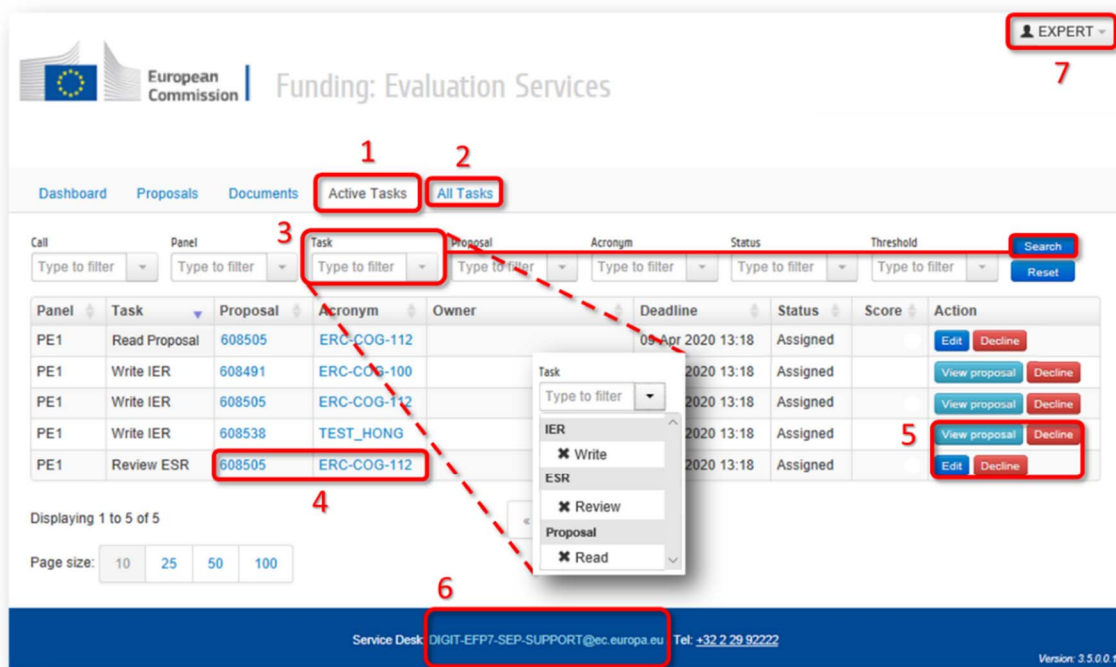 EXPERT
7
European
Commission
Funding: Evaluation Services
1
2
Dashboard Proposals Documents Active Tasks All Tasks
3
Call Panel Task Proposal Acronym Status Threshold Search
Type to filter Type to filter Type to filter Type to filter Type to filter Type to filter Type to filter Reset
Panel Task Proposal Acronym Owner Deadline Status Score Action
PE1 Read Proposal 608505 ERC-COG-112 09 Apr 2020 13:18 Assigned Edit Decline
PE1 Write IER 608491 ERC-COG-100 2020 13:18 Assigned View proposal Decline
PE1 Write IER 608505 ERC-COG-112 2020 13:18 Assigned View proposal Decline
PE1 Write IER 608538 TEST_HONG 2020 13:18 Assigned 5 View proposal Decline
PE1 Review ESR 608505 ERC-COG-112 2020 13:18 Assigned Edit Decline
4
Task
Type to filter
IER
✖ Write
ESR
✖ Review
Proposal
✖ Read
Displaying 1 to 5 of 5
«
Page size: 10 25 50 100
6
Service Desk: DIGIT-EFP7-SEP-SUPPORT@ec.europa.eu Tel: +32 2 29 92222
Version: 3.5.0.0.1